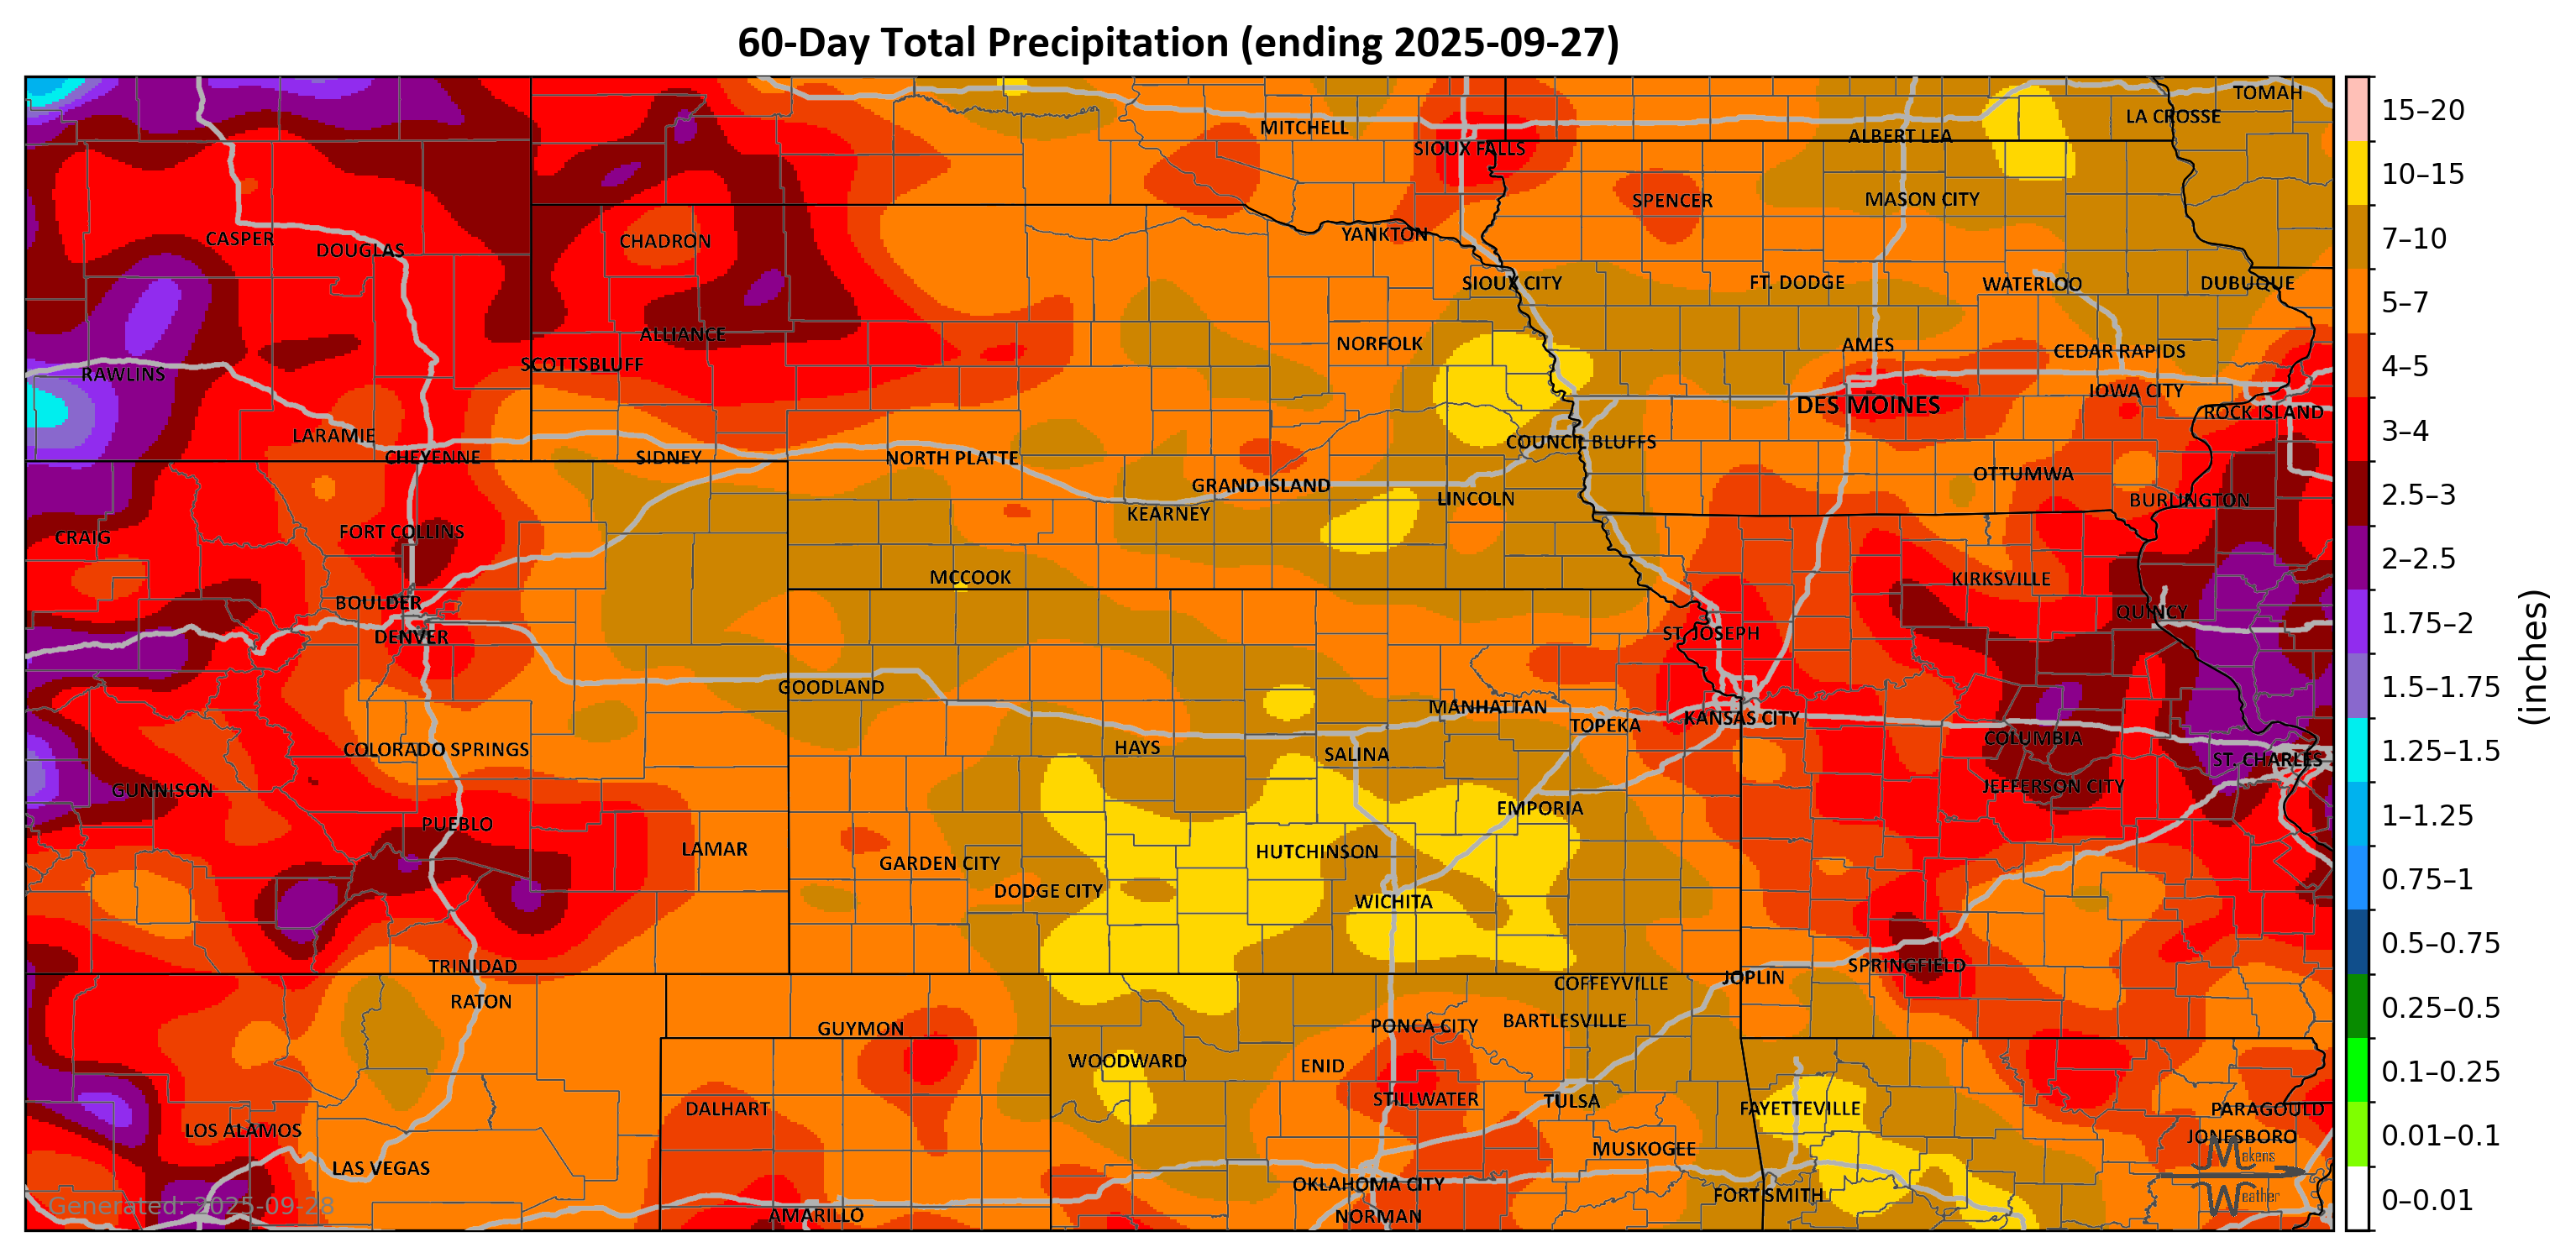 60-Day Total Precipitation (ending 2025-09-27)
TOMAH
LA CROSSE
MITCHELL
ALBERT LEA
SIOUX FALLS
SPENCER
MASON CITY
YANKTON
CASPER
CHADRON
DOUGLAS
SIOUX CITY
FT. DODGE
WATERLOO
DUBUQUE
ALLIANCE
NORFOLK
AMES
CEDAR RAPIDS
SCOTTSBLUFF
RAWLINS
IOWA CITY
DES MOINES
ROCK ISLAND
LARAMIE
COUNCIL BLUFFS
CHEYENNE
SIDNEY
NORTH PLATTE
OTTUMWA
GRAND ISLAND
LINCOLN
BURLINGTON
KEARNEY
FORT COLLINS
CRAIG
MCCOOK
KIRKSVILLE
BOULDER
QUINCY
DENVER
ST. JOSEPH
GOODLAND
MANHATTAN
KANSAS CITY
TOPEKA
COLUMBIA
HAYS
COLORADO SPRINGS
SALINA
ST. CHARLES
JEFFERSON CITY
GUNNISON
EMPORIA
PUEBLO
LAMAR
HUTCHINSON
GARDEN CITY
DODGE CITY
WICHITA
TRINIDAD
SPRINGFIELD
JOPLIN
COFFEYVILLE
RATON
BARTLESVILLE
PONCA CITY
GUYMON
WOODWARD
ENID
STILLWATER
TULSA
DALHART
FAYETTEVILLE
PARAGOULD
LOS ALAMOS
JONESBORO
MUSKOGEE
LAS VEGAS
OKLAHOMA CITY
FORT SMITH
AMARILLO
NORMAN
Generated: 2025-09-28
Makens
Weather
15–20
10–15
7–10
5–7
4–5
3–4
2.5–3
2–2.5
1.75–2
1.5–1.75
1.25–1.5
1–1.25
0.75–1
0.5–0.75
0.25–0.5
0.1–0.25
0.01–0.1
0–0.01
(inches)